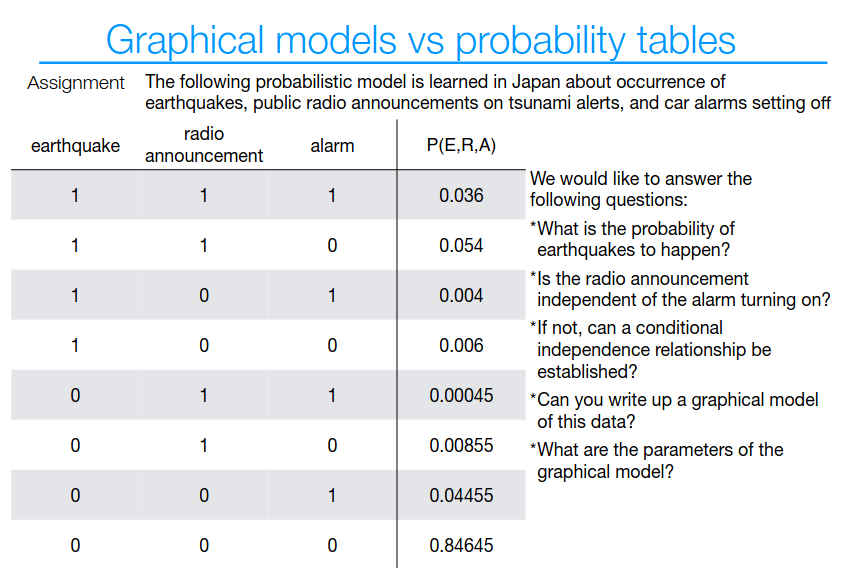 Graphical models vs probability tables
Assignment
The following probabilistic model is learned in Japan about occurrence of
earthquakes, public radio announcements on tsunami alerts, and car alarms setting off
earthquake radio announcement alarm P(E,R,A)
1 1 1 0.036
1 1 0 0.054
1 0 1 0.004
1 0 0 0.006
0 1 1 0.00045
0 1 0 0.00855
0 0 1 0.04455
0 0 0 0.84645
We would like to answer the
following questions:
*What is the probability of
earthquakes to happen?
*Is the radio announcement
independent of the alarm turning on?
*If not, can a conditional
independence relationship be
established?
*Can you write up a graphical model
of this data?
*What are the parameters of the
graphical model?